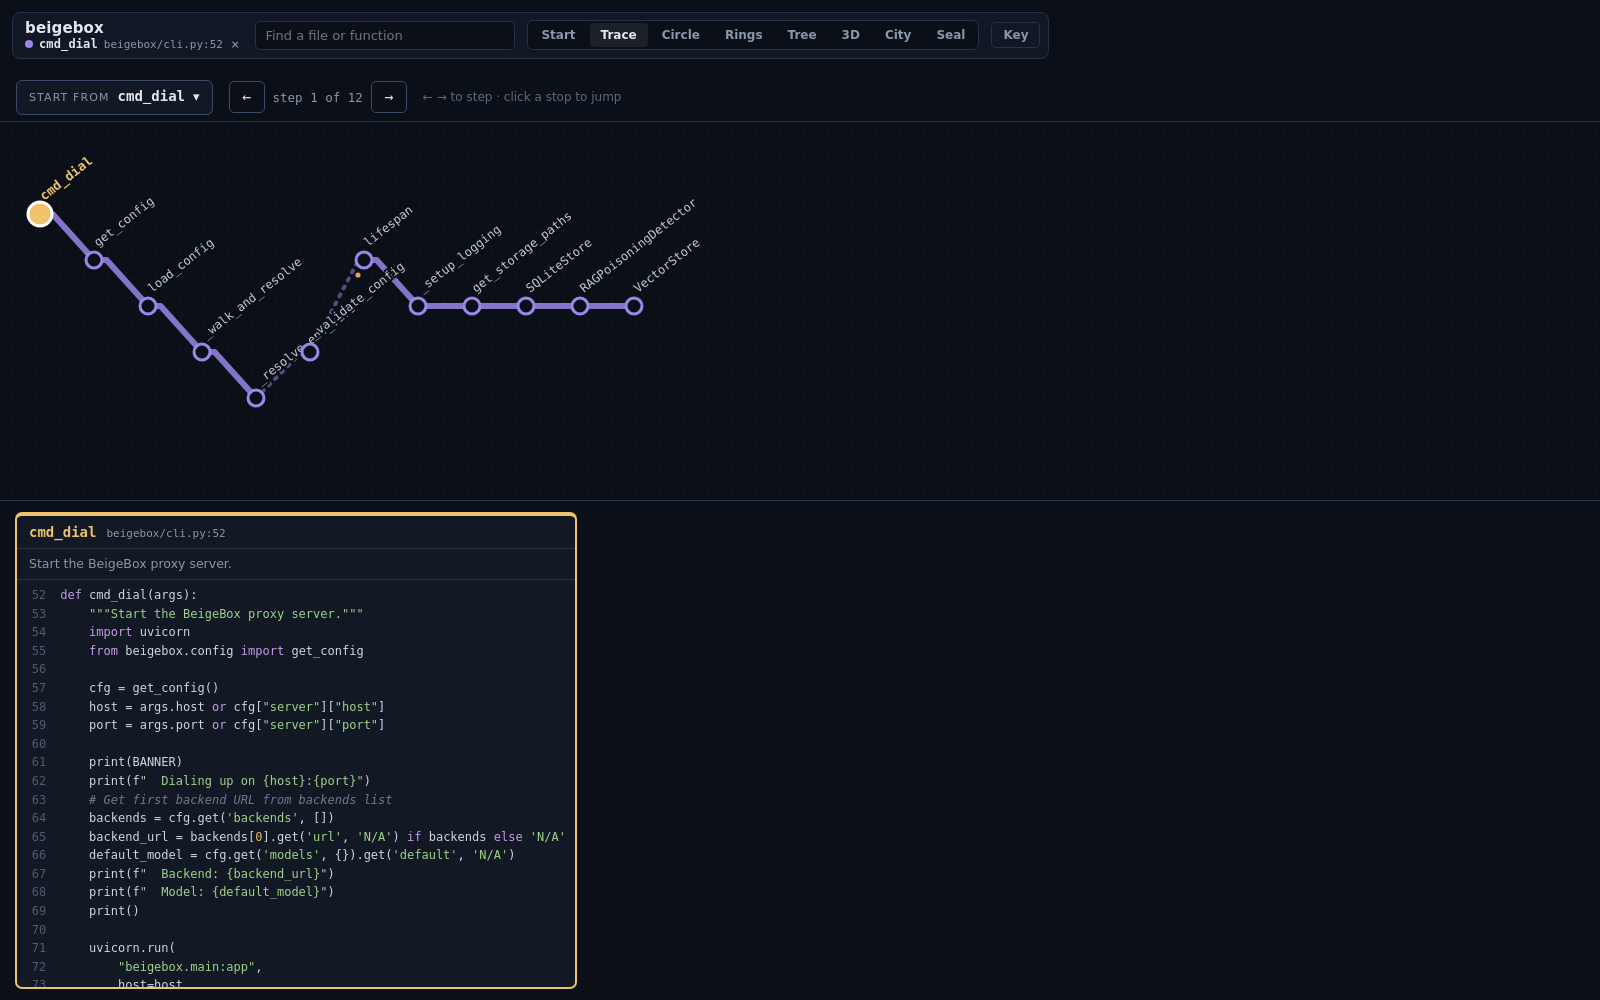 beigebox
cmd_dial beigebox/cli.py:52 ×
Find a file or function
Start Trace Circle Rings Tree 3D City Seal
Key
START FROM cmd_dial ▾
← step 1 of 12 →
← → to step · click a stop to jump
cmd_dial
get_config
load_config
_walk_and_resolve
_resolve_en
_validate_config
lifespan
_setup_logging
get_storage_paths
SQLiteStore
RAGPoisoningDetector
VectorStore
cmd_dial beigebox/cli.py:52
Start the BeigeBox proxy server.
52 def cmd_dial(args):
53     """Start the BeigeBox proxy server."""
54     import uvicorn
55     from beigebox.config import get_config
56
57     cfg = get_config()
58     host = args.host or cfg["server"]["host"]
59     port = args.port or cfg["server"]["port"]
60
61     print(BANNER)
62     print(f"  Dialing up on {host}:{port}")
63     # Get first backend URL from backends list
64     backends = cfg.get('backends', [])
65     backend_url = backends[0].get('url', 'N/A') if backends else 'N/A'
66     default_model = cfg.get('models', {}).get('default', 'N/A')
67     print(f"  Backend: {backend_url}")
68     print(f"  Model: {default_model}")
69     print()
70
71     uvicorn.run(
72         "beigebox.main:app",
73         host=host